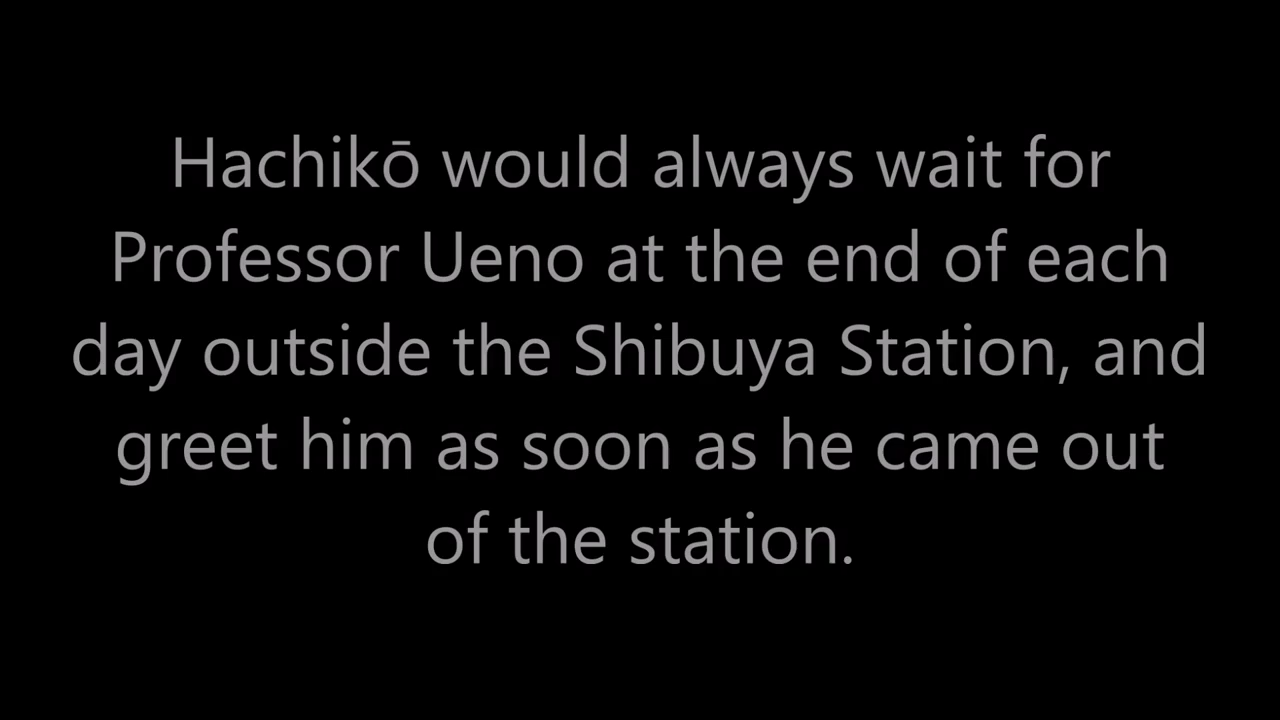 Hachikō would always wait for
Professor Ueno at the end of each
day outside the Shibuya Station, and
greet him as soon as he came out
of the station.